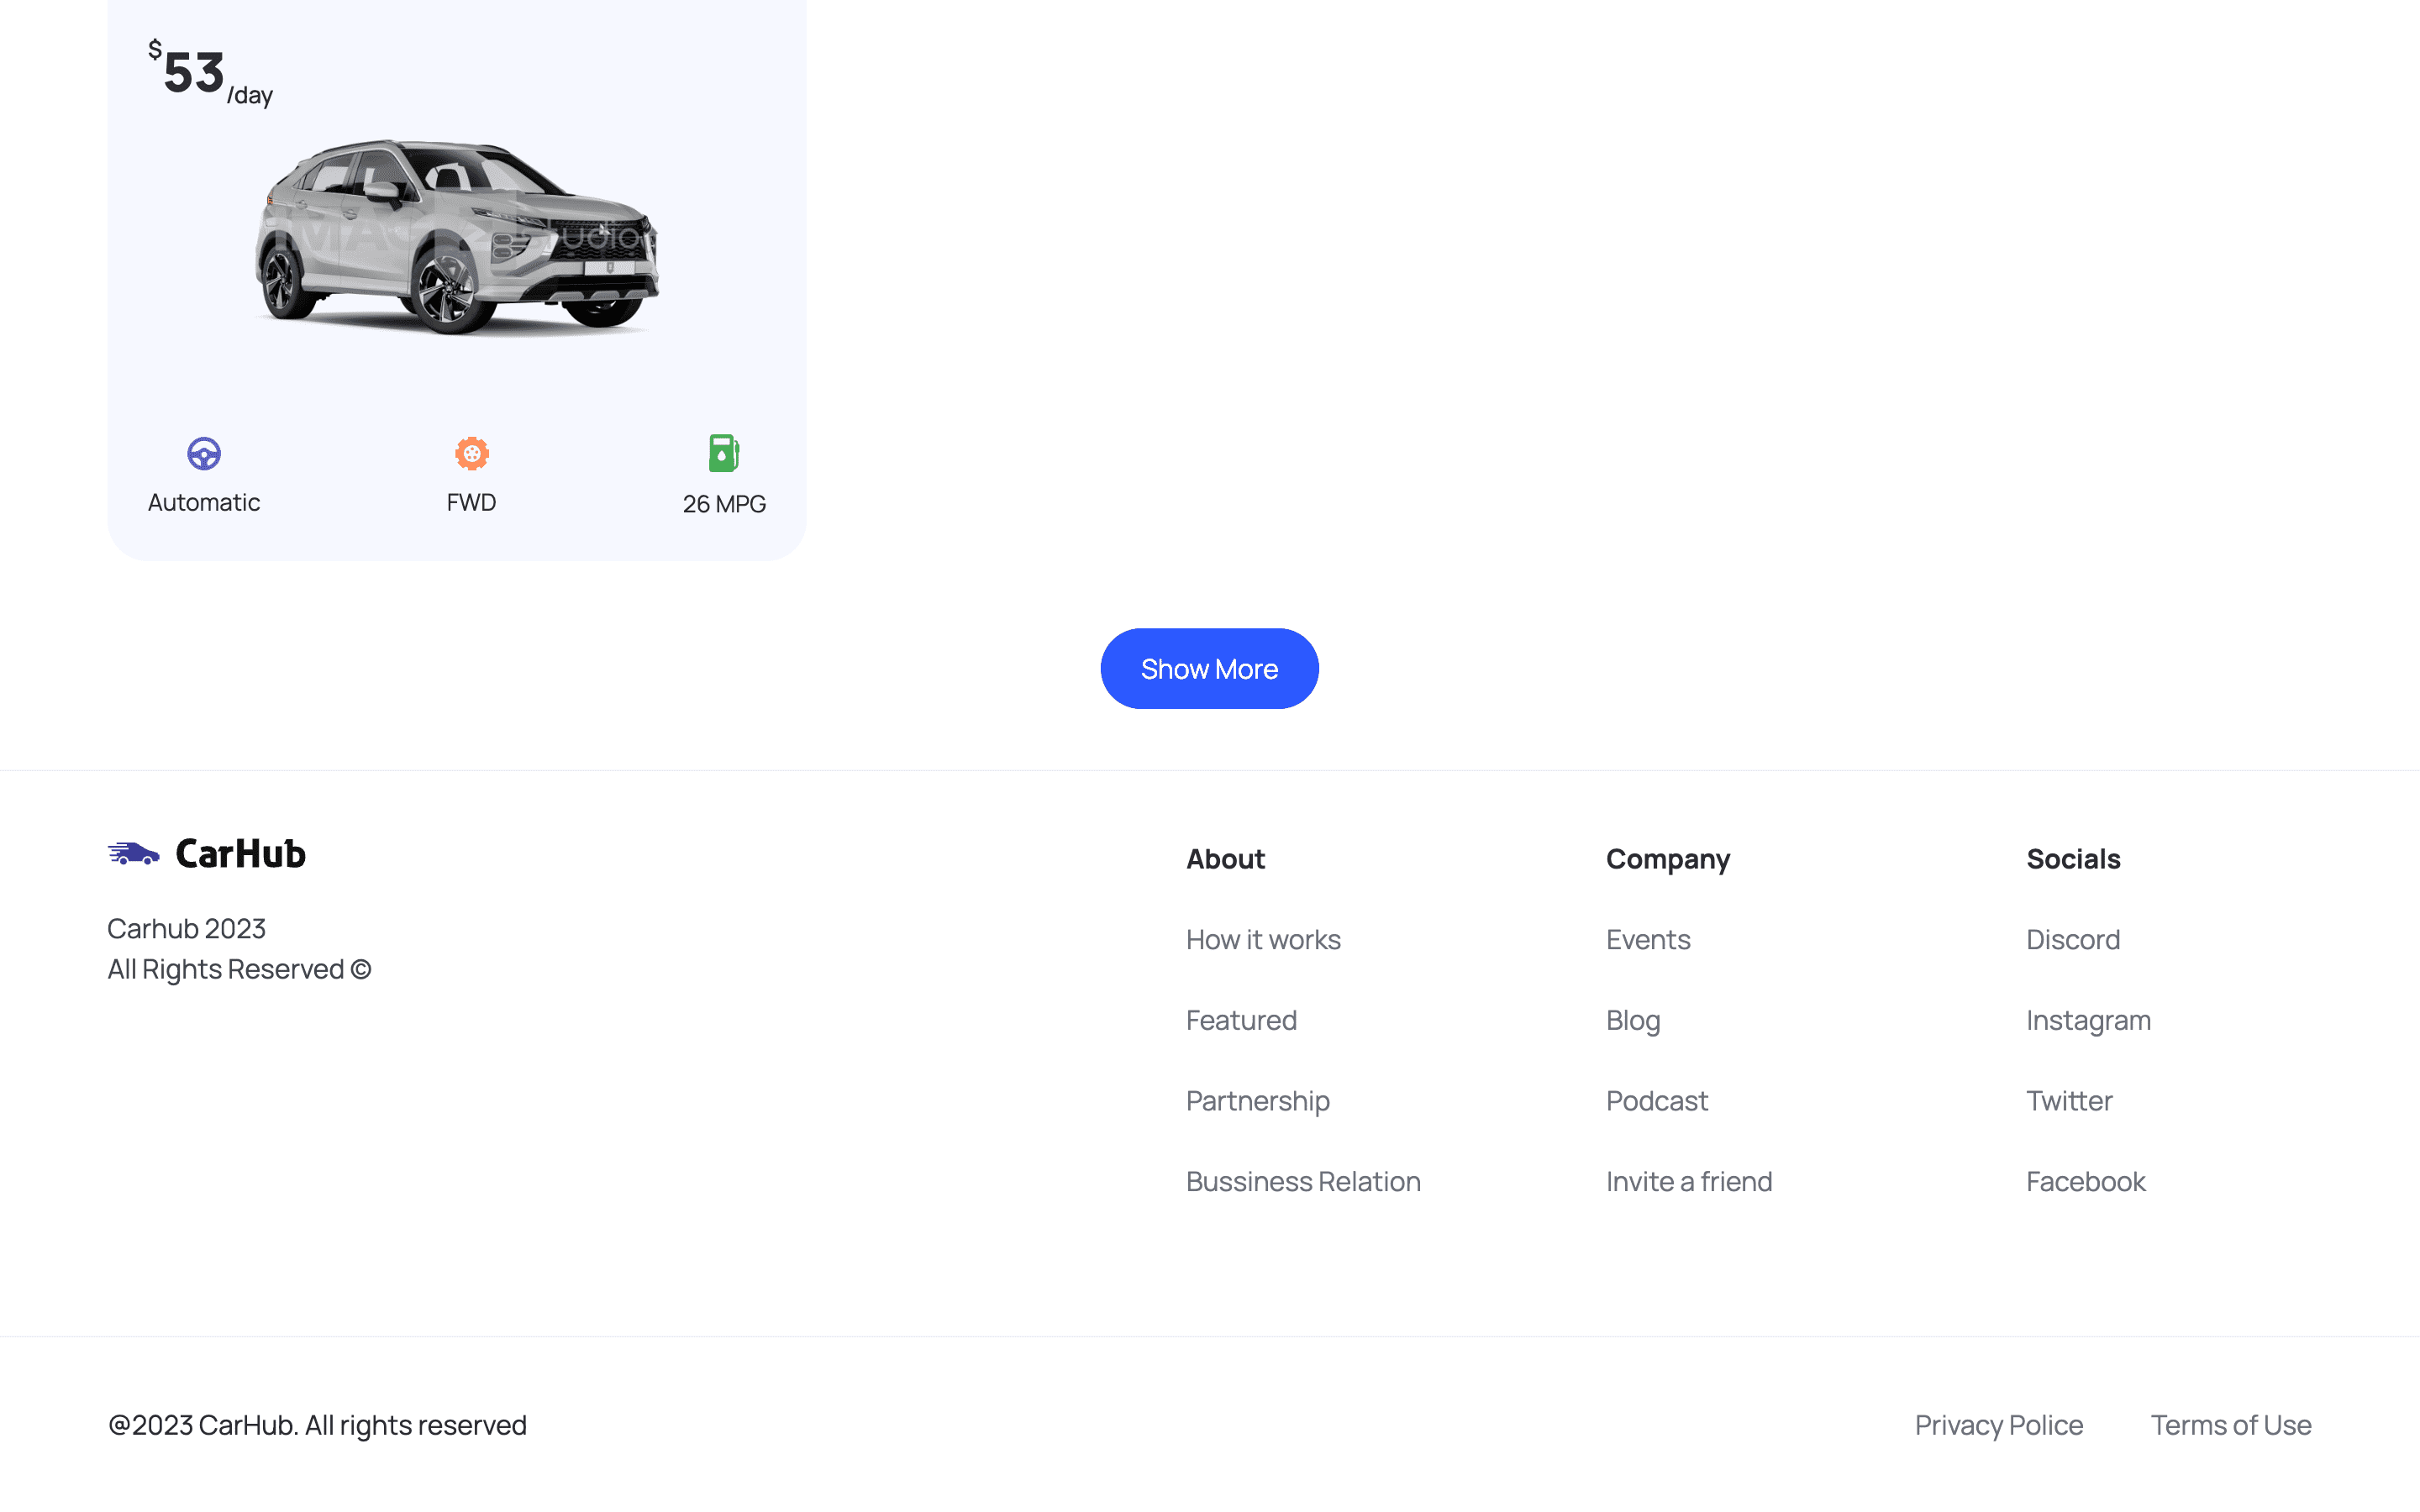 $53/day
IMAGIN.studio
Automatic
FWD
26 MPG
Show More
CarHub
Carhub 2023
All Rights Reserved ©
About
How it works
Featured
Partnership
Bussiness Relation
Company
Events
Blog
Podcast
Invite a friend
Socials
Discord
Instagram
Twitter
Facebook
@2023 CarHub. All rights reserved
Privacy Police
Terms of Use